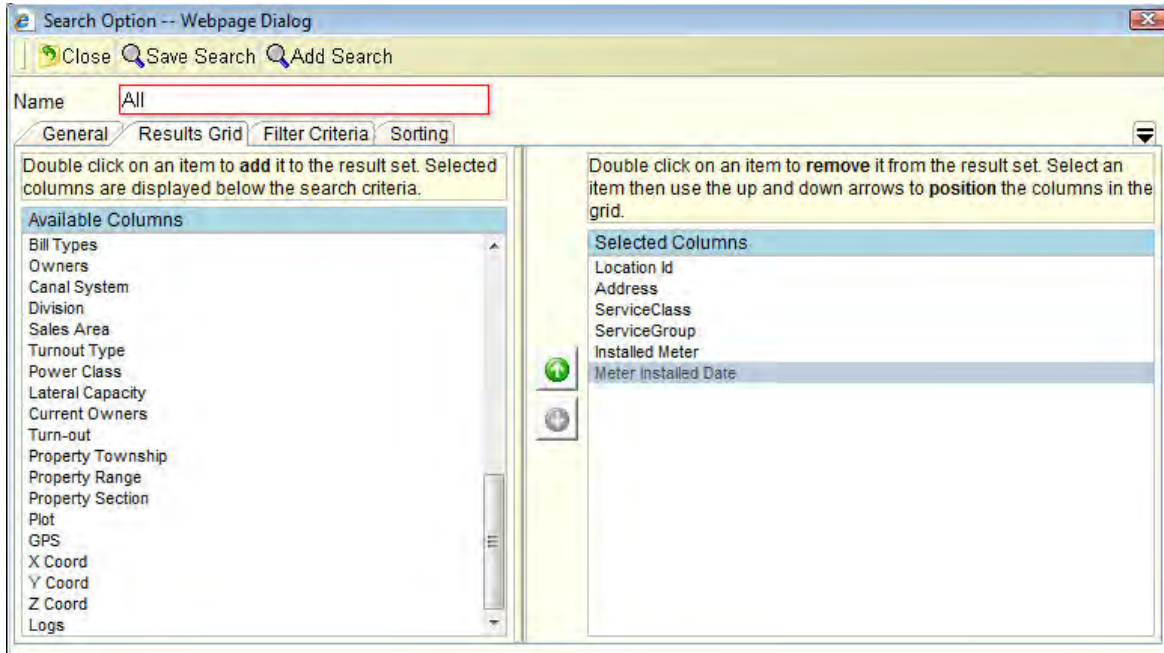 Search Option -- Webpage Dialog
Close Save Search Add Search
Name All
General Results Grid Filter Criteria Sorting
Double click on an item to add it to the result set. Selected
columns are displayed below the search criteria.
Available Columns
Bill Types
Owners
Canal System
Division
Sales Area
Turnout Type
Power Class
Lateral Capacity
Current Owners
Turn-out
Property Township
Property Range
Property Section
Plot
GPS
X Coord
Y Coord
Z Coord
Logs
Double click on an item to remove it from the result set. Select an
item then use the up and down arrows to position the columns in the
grid.
Selected Columns
Location Id
Address
ServiceClass
ServiceGroup
Installed Meter
Meter Installed Date